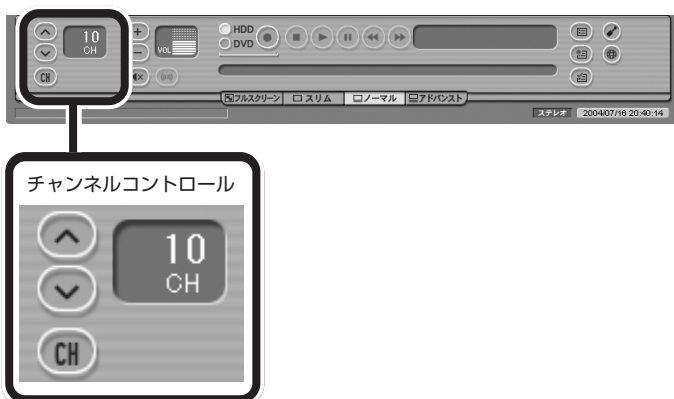 10
CH
CH
VOL
HDD
DVD
フルスクリーン スリム ノーマル アドバンスト
ステレオ 2004/07/16 20:40:14
チャンネルコントロール
10
CH
CH